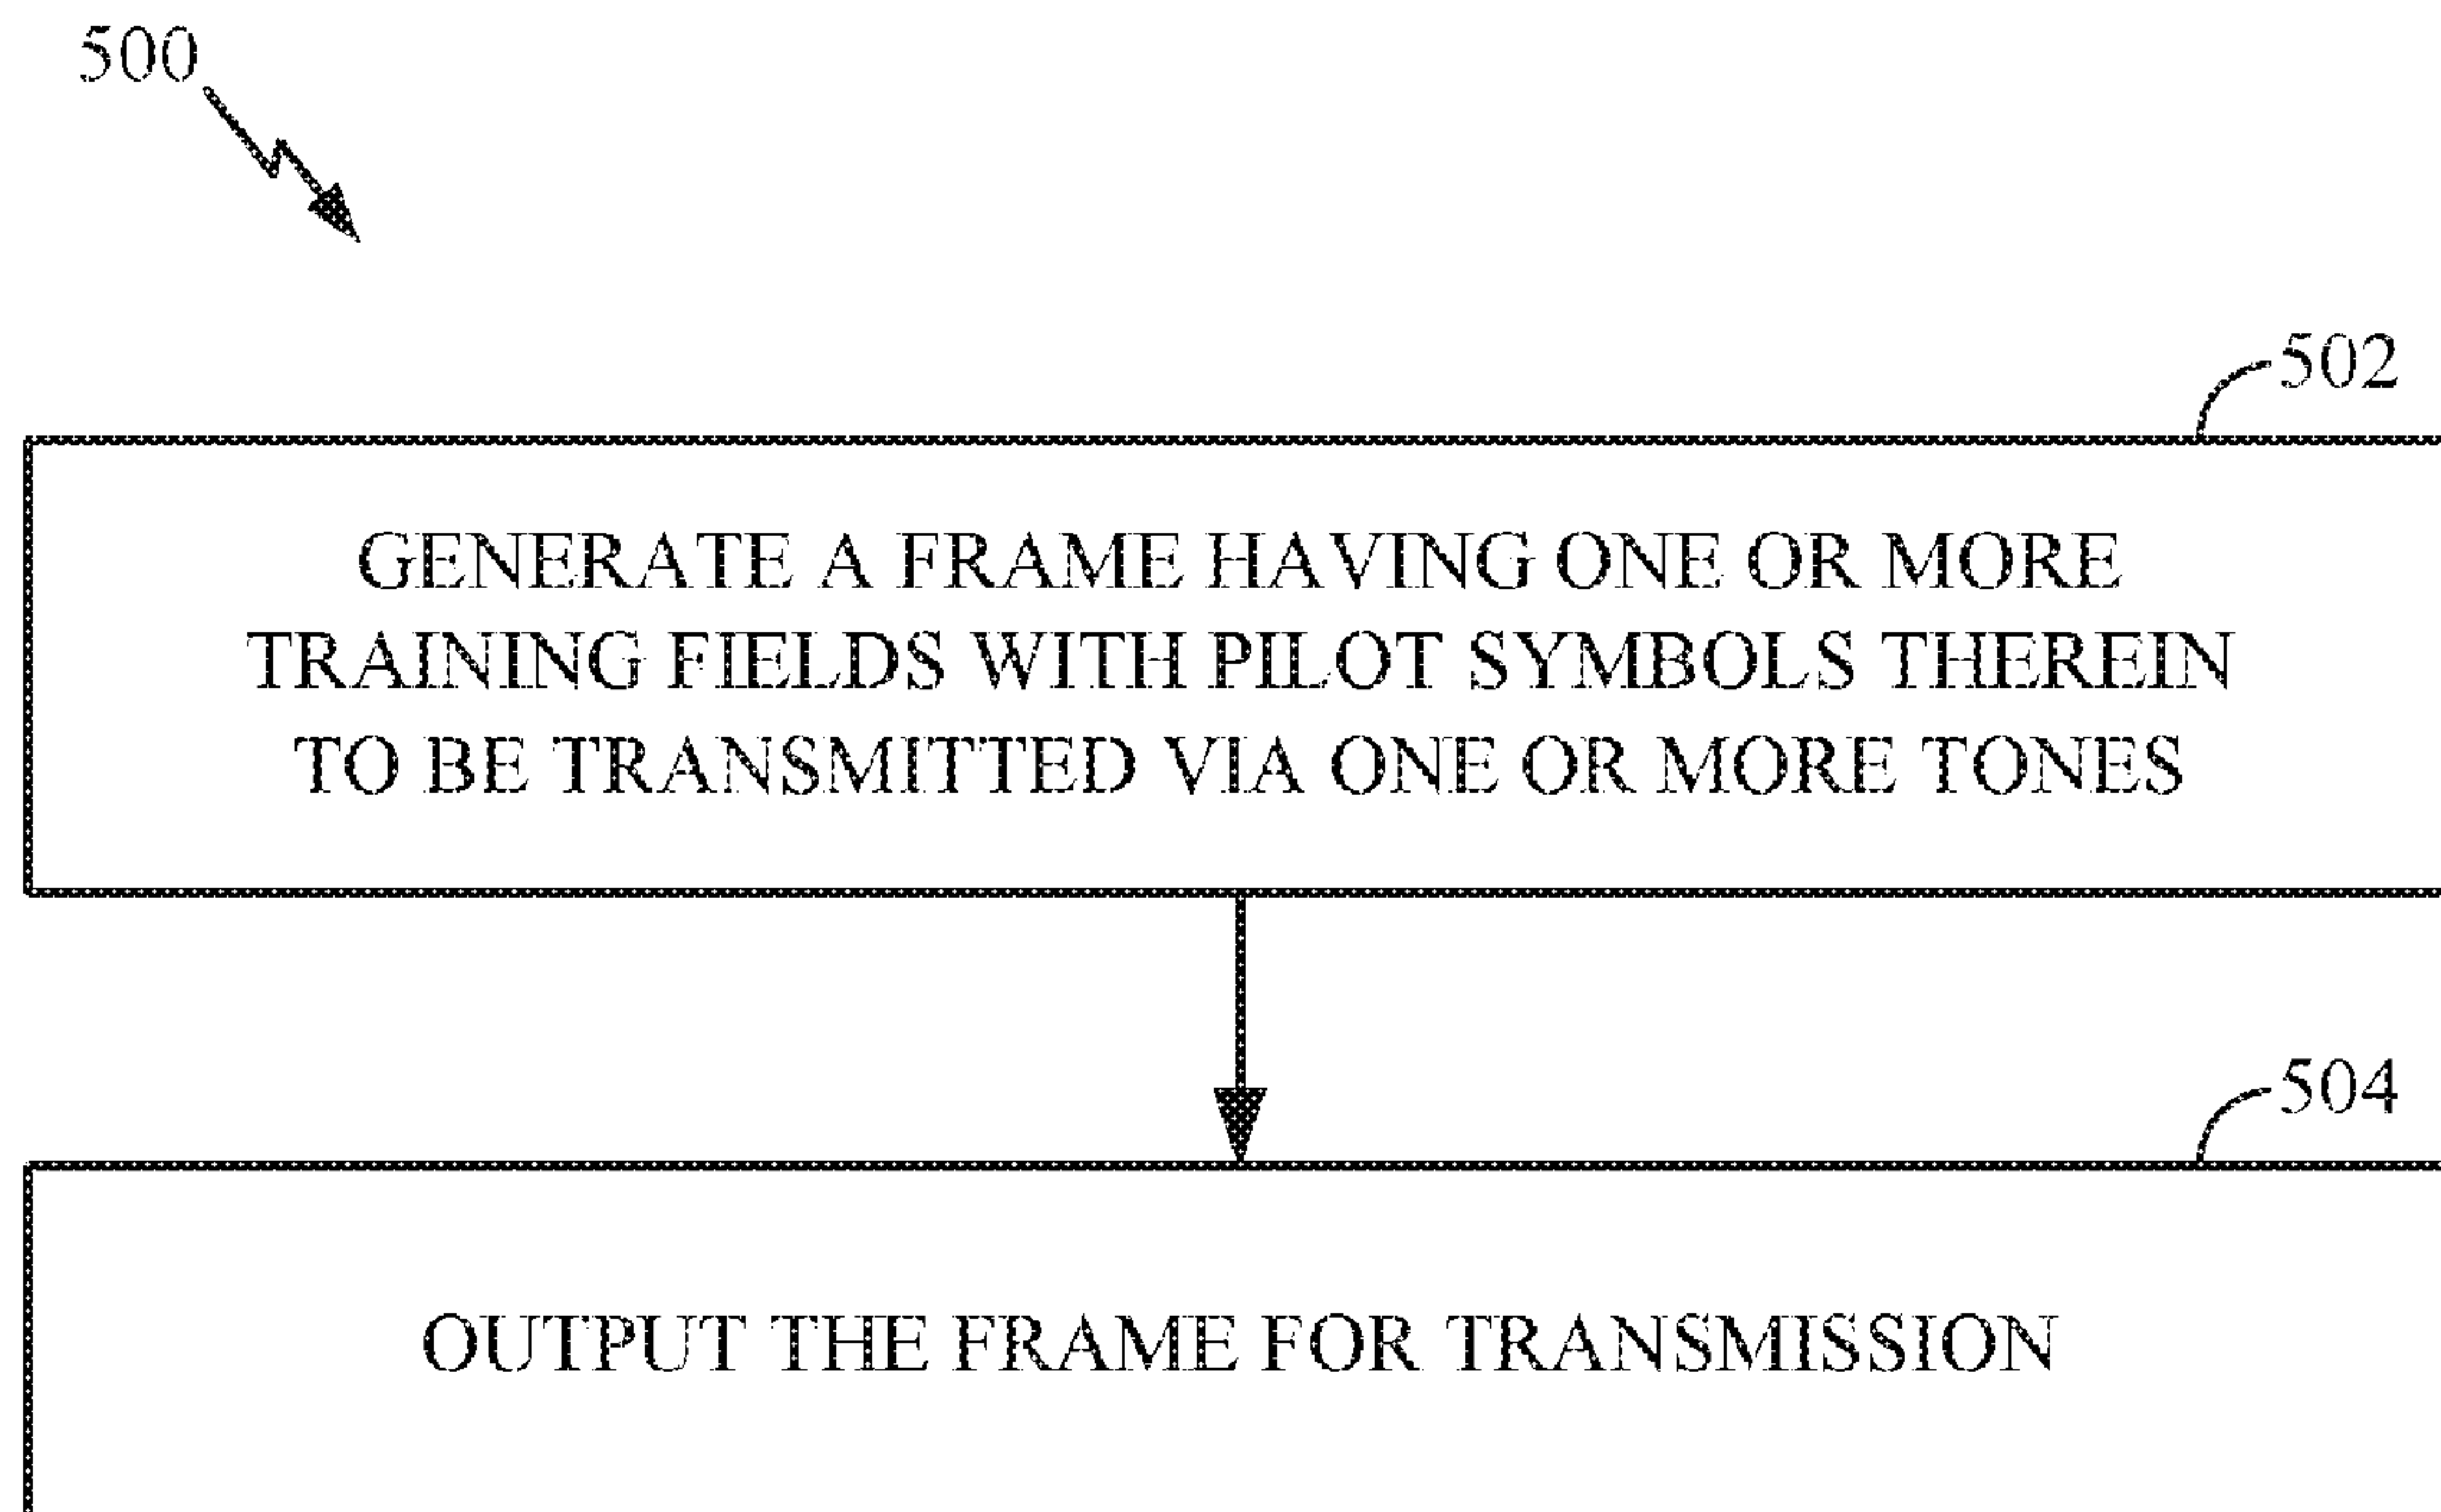 500
502
GENERATE A FRAME HAVING ONE OR MORE
TRAINING FIELDS WITH PILOT SYMBOLS THEREIN
TO BE TRANSMITTED VIA ONE OR MORE TONES
504
OUTPUT THE FRAME FOR TRANSMISSION